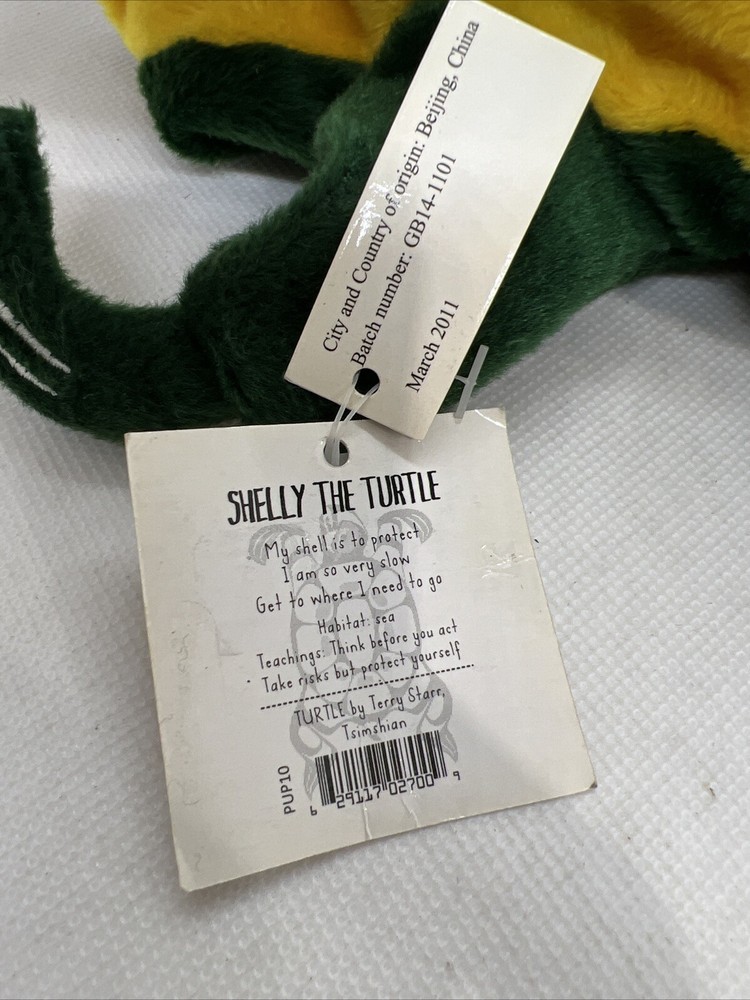 City and Country of origin: Beijing, China
Batch number: GB14-1101
March 2011
SHELLY THE TURTLE
My shell is to protect
I am so very slow
Get to where I need to go
Habitat: sea
Teachings: Think before you act
· Take risks but protect yourself
TURTLE by Terry Starr,
Tsimshian
PUP10
6 29117 02700 9